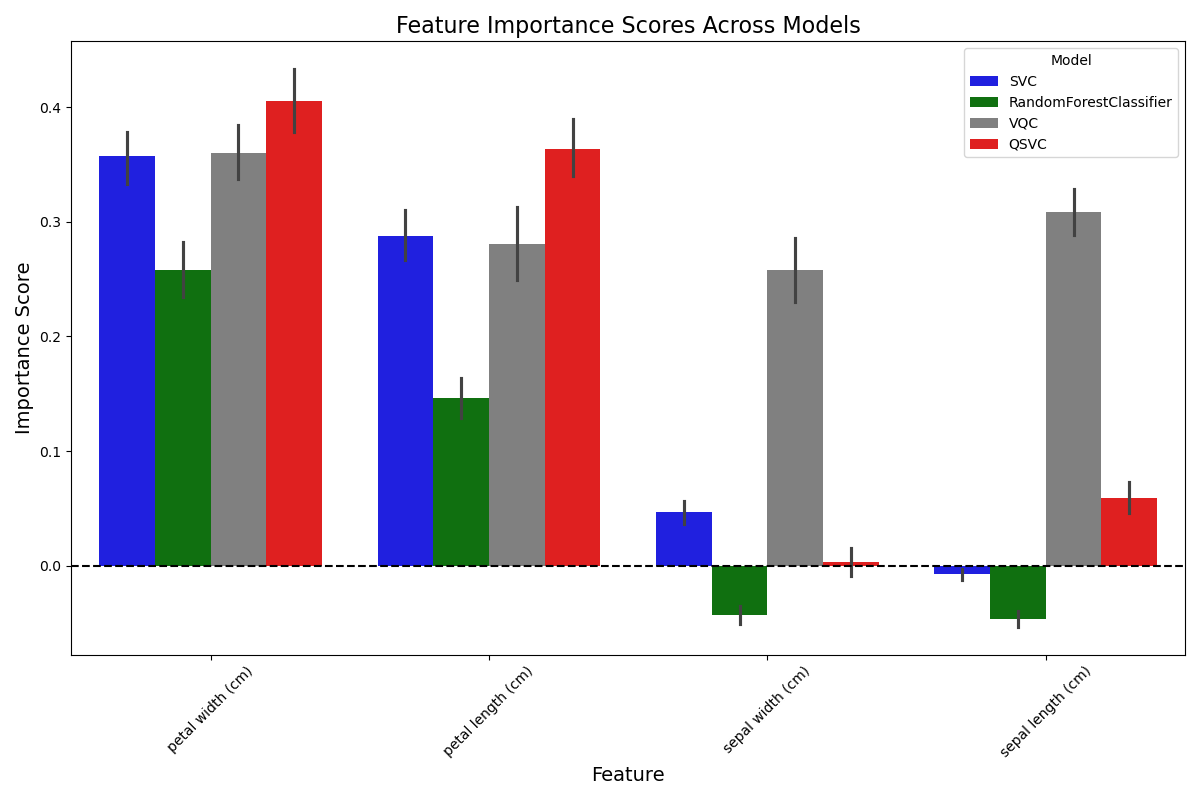 Feature Importance Scores Across Models
Model
SVC
RandomForestClassifier
VQC
QSVC
Importance Score
0.4
0.3
0.2
0.1
0.0
petal width (cm)
petal length (cm)
sepal width (cm)
sepal length (cm)
Feature